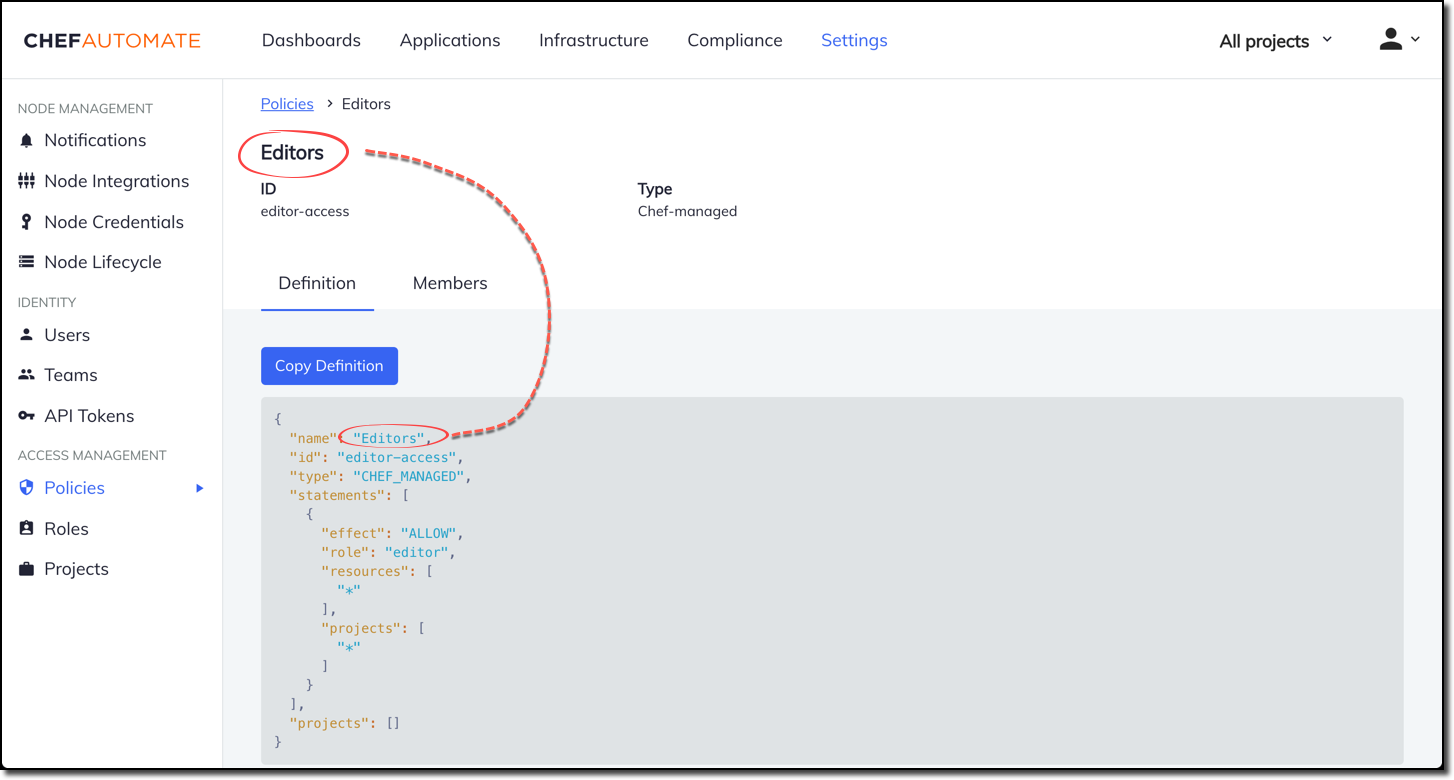 CHEFAUTOMATE
Dashboards
Applications
Infrastructure
Compliance
Settings
All projects
NODE MANAGEMENT
Notifications
Node Integrations
Node Credentials
Node Lifecycle
IDENTITY
Users
Teams
API Tokens
ACCESS MANAGEMENT
Policies
Roles
Projects
Policies > Editors
Editors
ID
editor-access
Type
Chef-managed
Definition
Members
Copy Definition
{
  "name": "Editors",
  "id": "editor-access",
  "type": "CHEF_MANAGED",
  "statements": [
    {
      "effect": "ALLOW",
      "role": "editor",
      "resources": [
        "*"
      ],
      "projects": [
        "*"
      ]
    }
  ],
  "projects": []
}